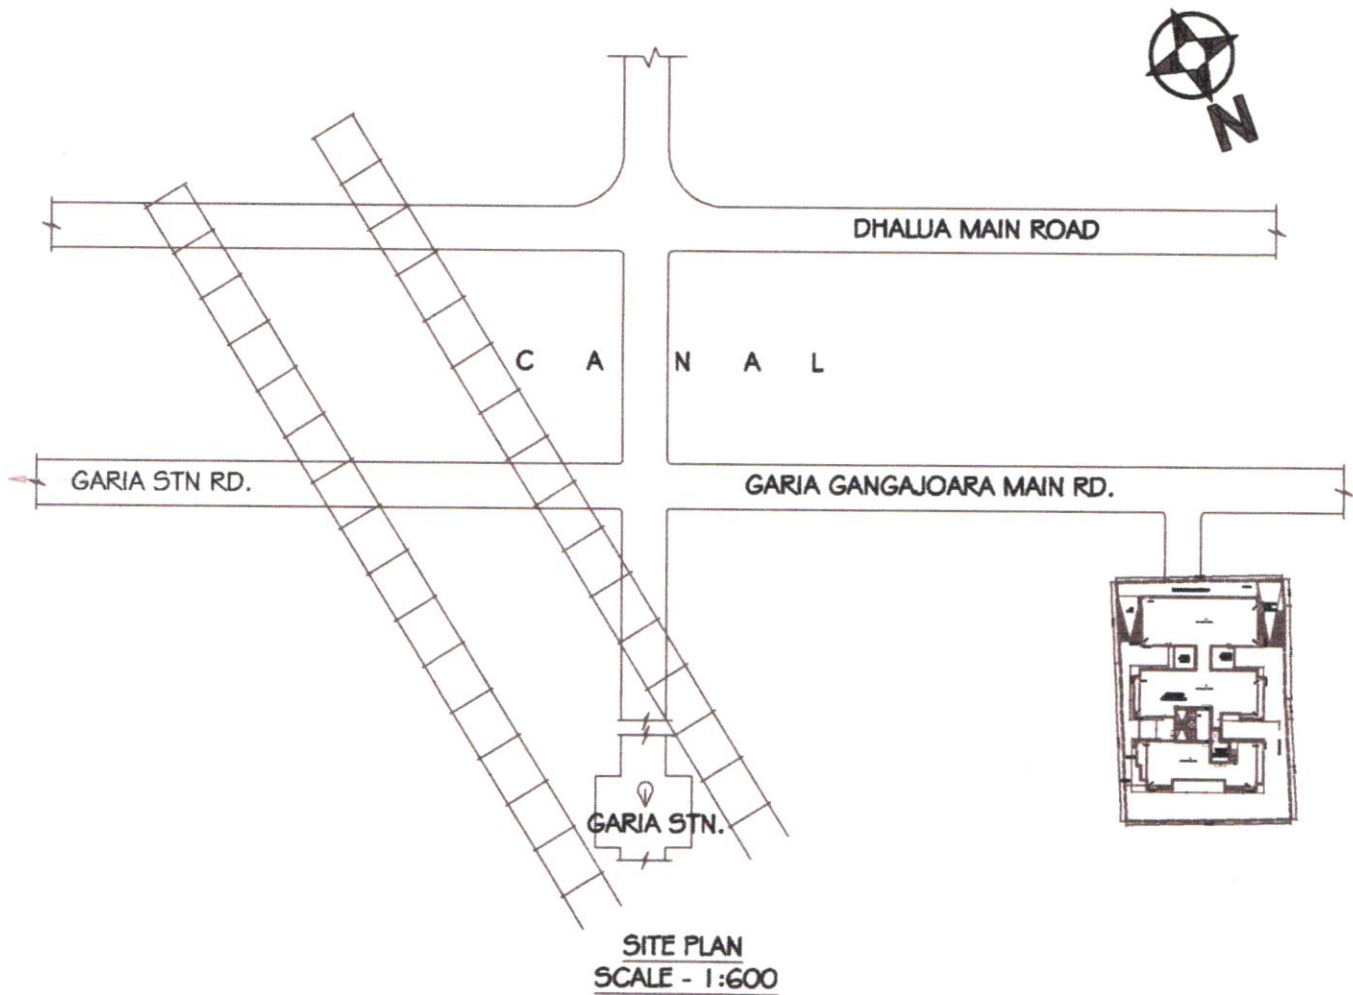 N
DHALUA MAIN ROAD
C A N A L
GARIA STN RD.
GARIA GANGAJOARA MAIN RD.
GARIA STN.
SITE PLAN
SCALE - 1:600